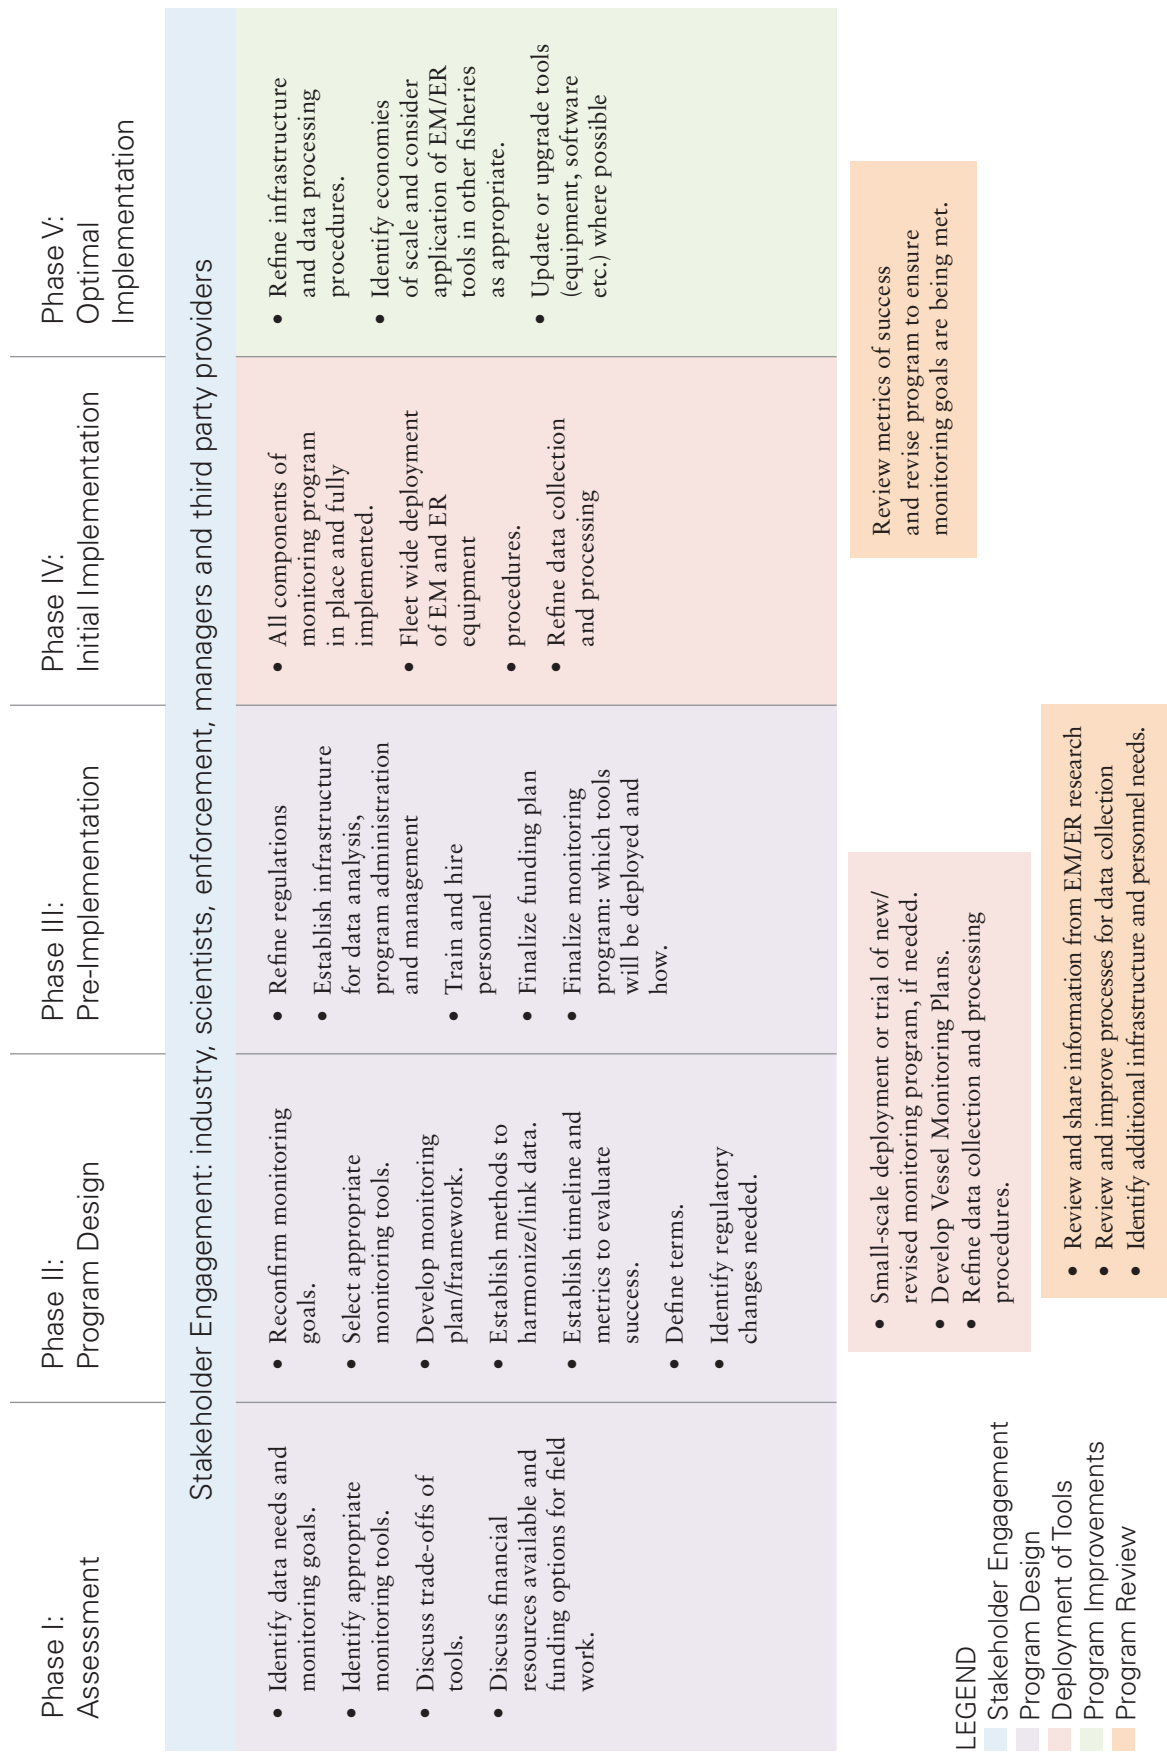 Phase I:
Assessment
Phase II:
Program Design
Phase III:
Pre-Implementation
Phase IV:
Initial Implementation
Phase V:
Optimal
Implementation
Stakeholder Engagement: industry, scientists, enforcement, managers and third party providers
• Identify data needs and
monitoring goals.
• Identify appropriate
monitoring tools.
• Discuss trade-offs of
tools.
• Discuss financial
resources available and
funding options for field
work.
• Reconfirm monitoring
goals.
• Select appropriate
monitoring tools.
• Develop monitoring
plan/framework.
• Establish methods to
harmonize/link data.
• Establish timeline and
metrics to evaluate
success.
• Define terms.
• Identify regulatory
changes needed.
• Refine regulations
• Establish infrastructure
for data analysis,
program administration
and management
• Train and hire
personnel
• Finalize funding plan
• Finalize monitoring
program: which tools
will be deployed and
how.
• All components of
monitoring program
in place and fully
implemented.
• Fleet wide deployment
of EM and ER
equipment
• procedures.
• Refine data collection
and processing
• Refine infrastructure
and data processing
procedures.
• Identify economies
of scale and consider
application of EM/ER
tools in other fisheries
as appropriate.
• Update or upgrade tools
(equipment, software
etc.) where possible
• Small-scale deployment or trial of new/
revised monitoring program, if needed.
• Develop Vessel Monitoring Plans.
• Refine data collection and processing
procedures.
Review metrics of success
and revise program to ensure
monitoring goals are being met.
• Review and share information from EM/ER research
• Review and improve processes for data collection
• Identify additional infrastructure and personnel needs.
LEGEND
Stakeholder Engagement
Program Design
Deployment of Tools
Program Improvements
Program Review